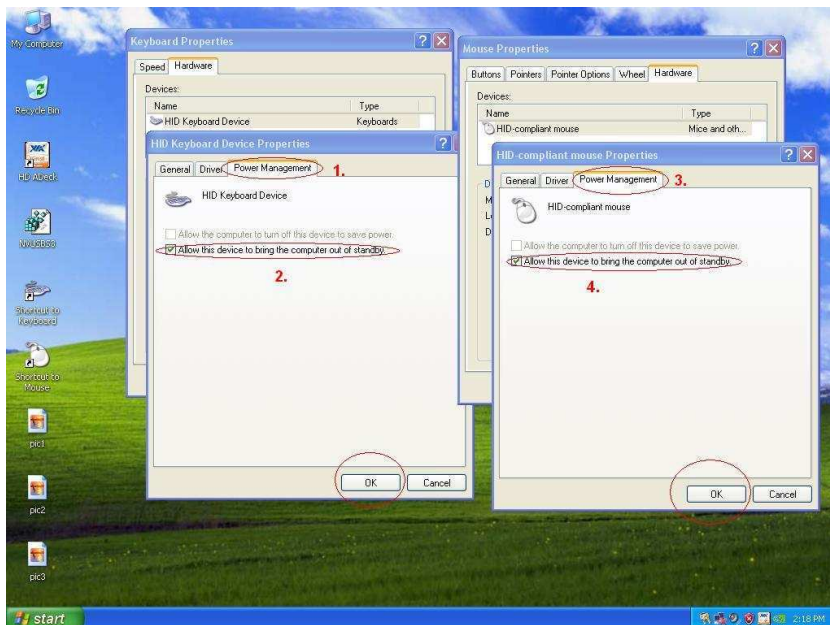 My Computer
Recycle Bin
HD ADeck
Shortcut to
Keyboard
Shortcut to
Mouse
pic1
pic2
pic3
Keyboard Properties
Speed Hardware
Devices:
Name Type
HID Keyboard Device Keyboards
HID Keyboard Device Properties
General Driver Power Management 1.
HID Keyboard Device
Allow the computer to turn off this device to save power.
Allow this device to bring the computer out of standby.
2.
OK Cancel
Mouse Properties
Buttons Pointers Pointer Options Wheel Hardware
Devices:
Name Type
HID-compliant mouse Mice and oth...
D
M
L
D
HID-compliant mouse Properties
General Driver Power Management 3.
HID-compliant mouse
Allow the computer to turn off this device to save power.
Allow this device to bring the computer out of standby.
4.
OK Cancel
start 2:18 PM